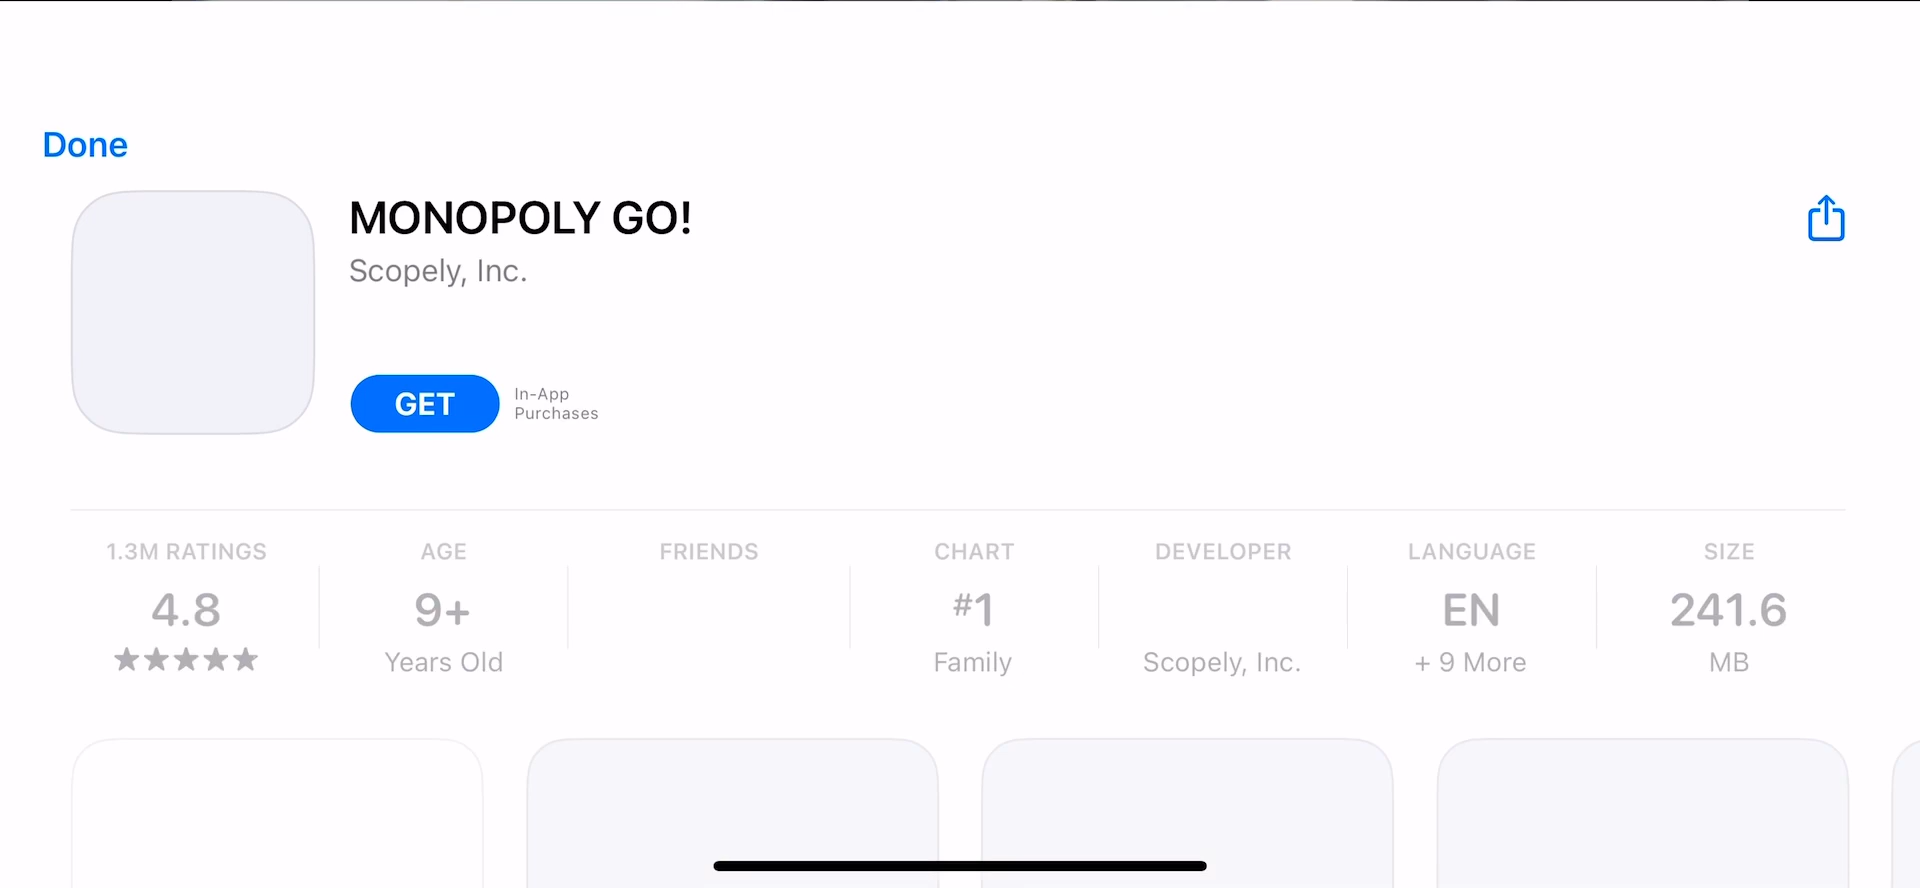 Done
MONOPOLY GO!
Scopely, Inc.
GET
In-App
Purchases
1.3M RATINGS
4.8
★★★★★
AGE
9+
Years Old
FRIENDS
CHART
#1
Family
DEVELOPER
Scopely, Inc.
LANGUAGE
EN
+ 9 More
SIZE
241.6
MB